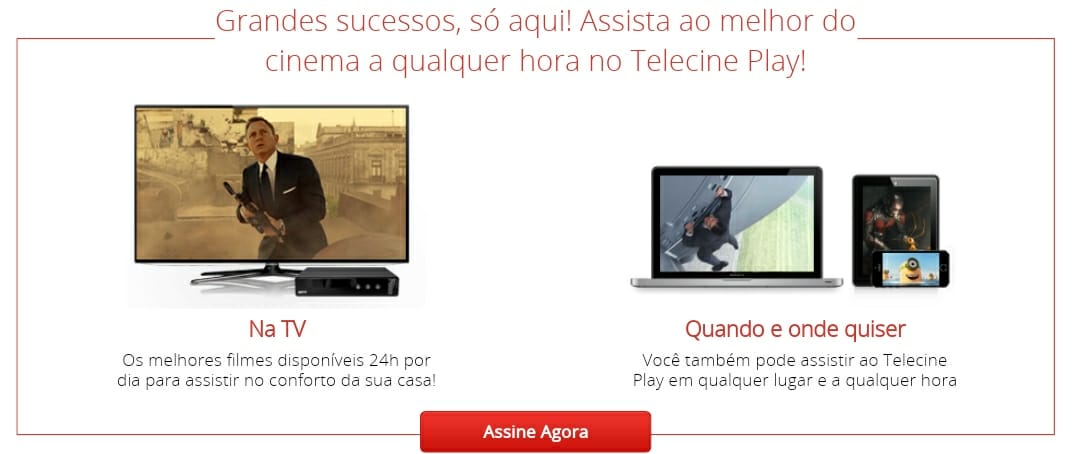 Grandes sucessos, só aqui! Assista ao melhor do
cinema a qualquer hora no Telecine Play!
Na TV
Os melhores filmes disponíveis 24h por
dia para assistir no conforto da sua casa!
Quando e onde quiser
Você também pode assistir ao Telecine
Play em qualquer lugar e a qualquer hora
Assine Agora